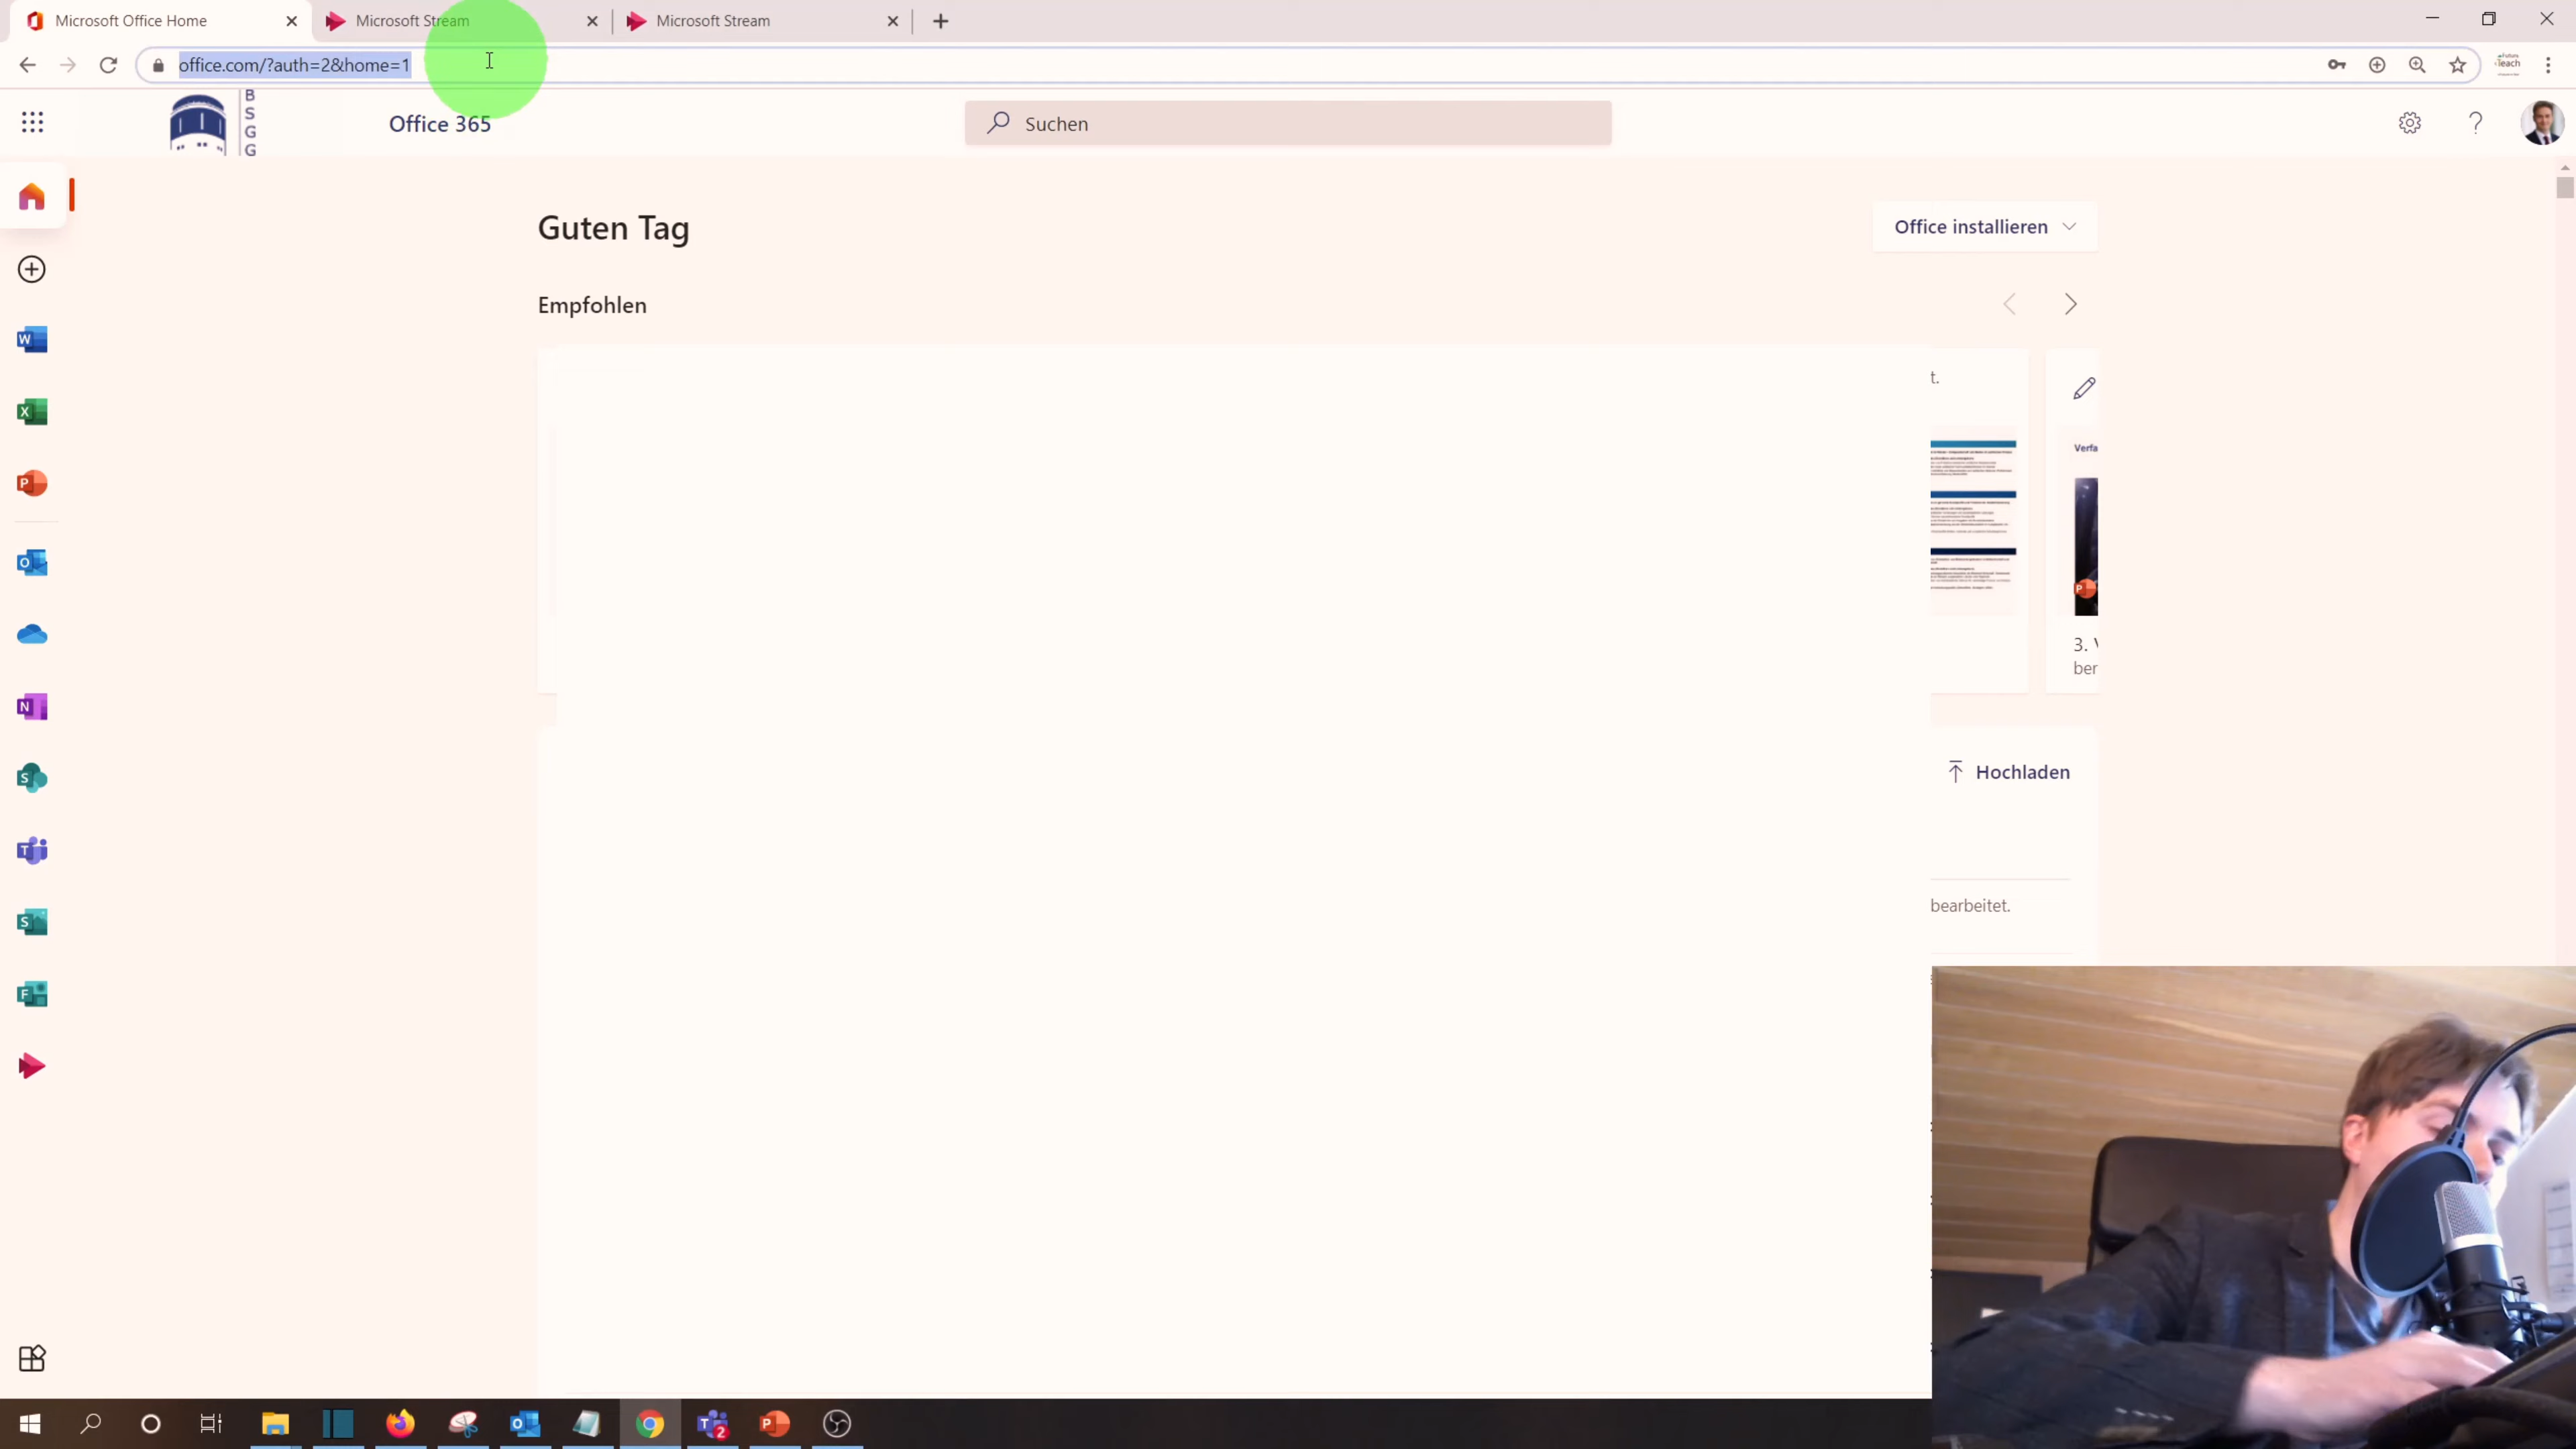 Microsoft Office Home
Microsoft Stream
Microsoft Stream
office.com/?auth=2&home=1
B
S
G
G
Office 365
Suchen
Guten Tag
Office installieren
Empfohlen
t.
Verfa
3. V
ber
Hochladen
bearbeitet.